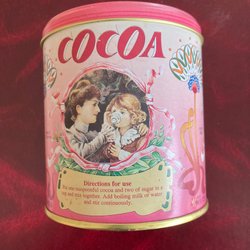 COCOA
Directions for use
Put one teaspoonful cocoa and two of sugar in a
cup and mix together. Add boiling milk or water
and stir continuously.